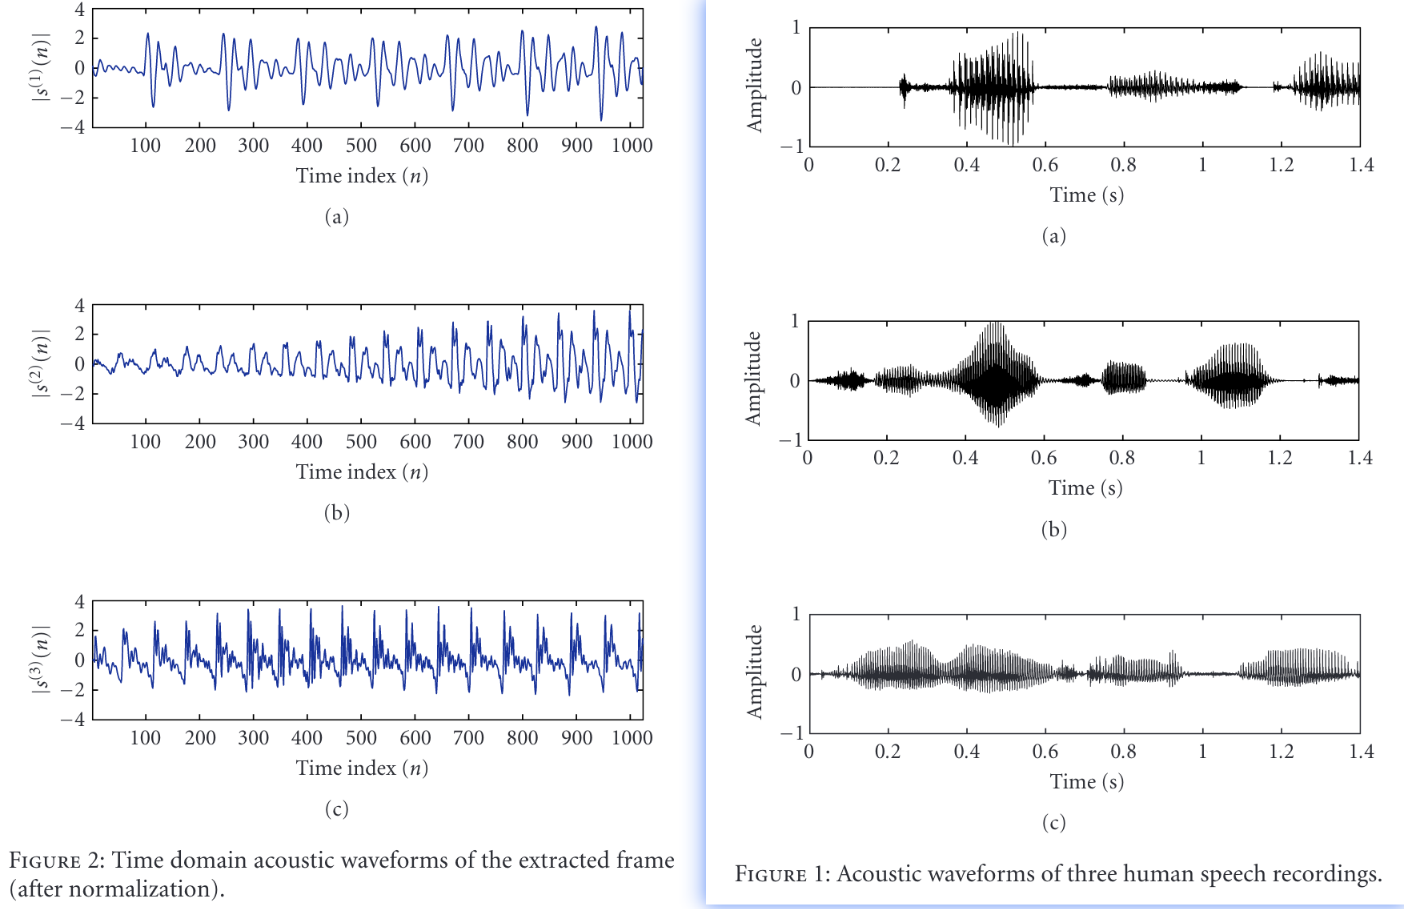 4
2
0
−2
−4
|s(1)(n)|
100 200 300 400 500 600 700 800 900 1000
Time index (n)
(a)
4
2
0
−2
−4
|s(2)(n)|
100 200 300 400 500 600 700 800 900 1000
Time index (n)
(b)
4
2
0
−2
−4
|s(3)(n)|
100 200 300 400 500 600 700 800 900 1000
Time index (n)
(c)
FIGURE 2: Time domain acoustic waveforms of the extracted frame
(after normalization).
1
0
−1
Amplitude
0 0.2 0.4 0.6 0.8 1 1.2 1.4
Time (s)
(a)
1
0
−1
Amplitude
0 0.2 0.4 0.6 0.8 1 1.2 1.4
Time (s)
(b)
1
0
−1
Amplitude
0 0.2 0.4 0.6 0.8 1 1.2 1.4
Time (s)
(c)
FIGURE 1: Acoustic waveforms of three human speech recordings.